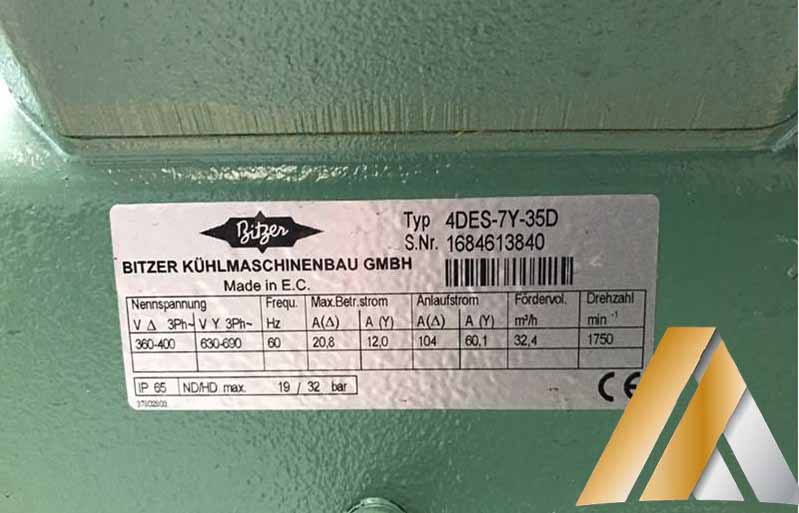 Bitzer
Typ 4DES-7Y-35D
S.Nr. 1684613840
BITZER KÜHLMASCHINENBAU GMBH
Made in E.C.
Nennspannung Frequ. Max.Betr.strom Anlaufstrom Fördervol. Drehzahl
V Δ 3Ph~ V Y 3Ph~ Hz A(Δ) A (Y) A(Δ) A (Y) m³/h min -1
360-400 630-690 60 20,8 12,0 104 60,1 32,4 1750
IP 65 ND/HD max. 19 / 32 bar
CE